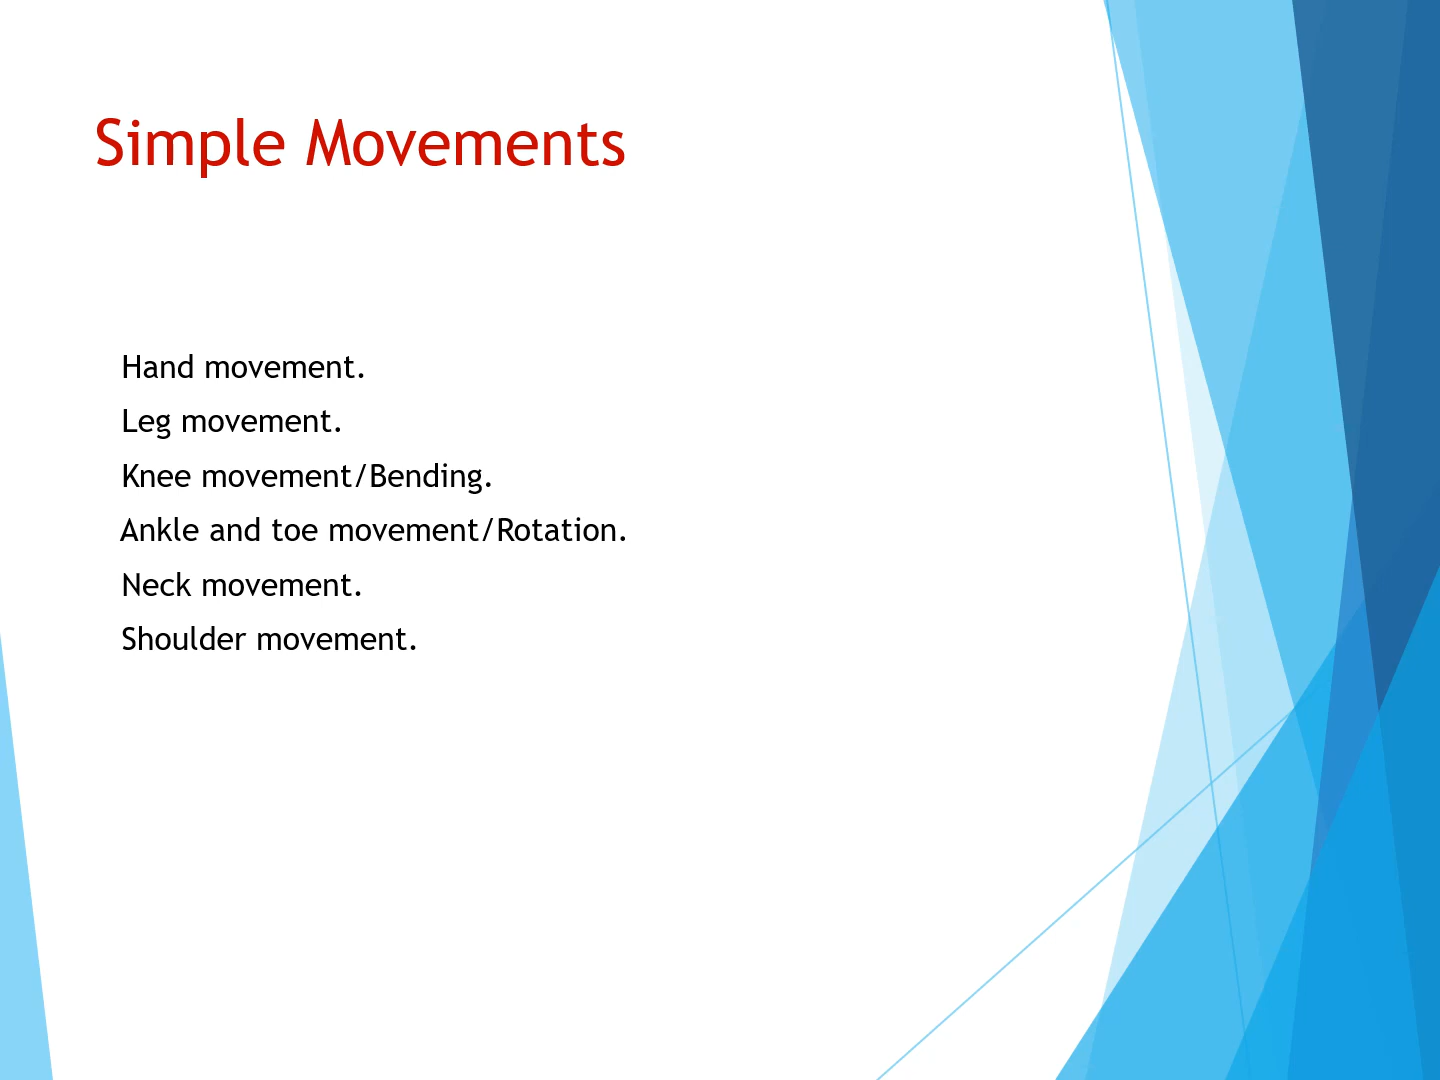 Simple Movements
Hand movement.
Leg movement.
Knee movement/Bending.
Ankle and toe movement/Rotation.
Neck movement.
Shoulder movement.